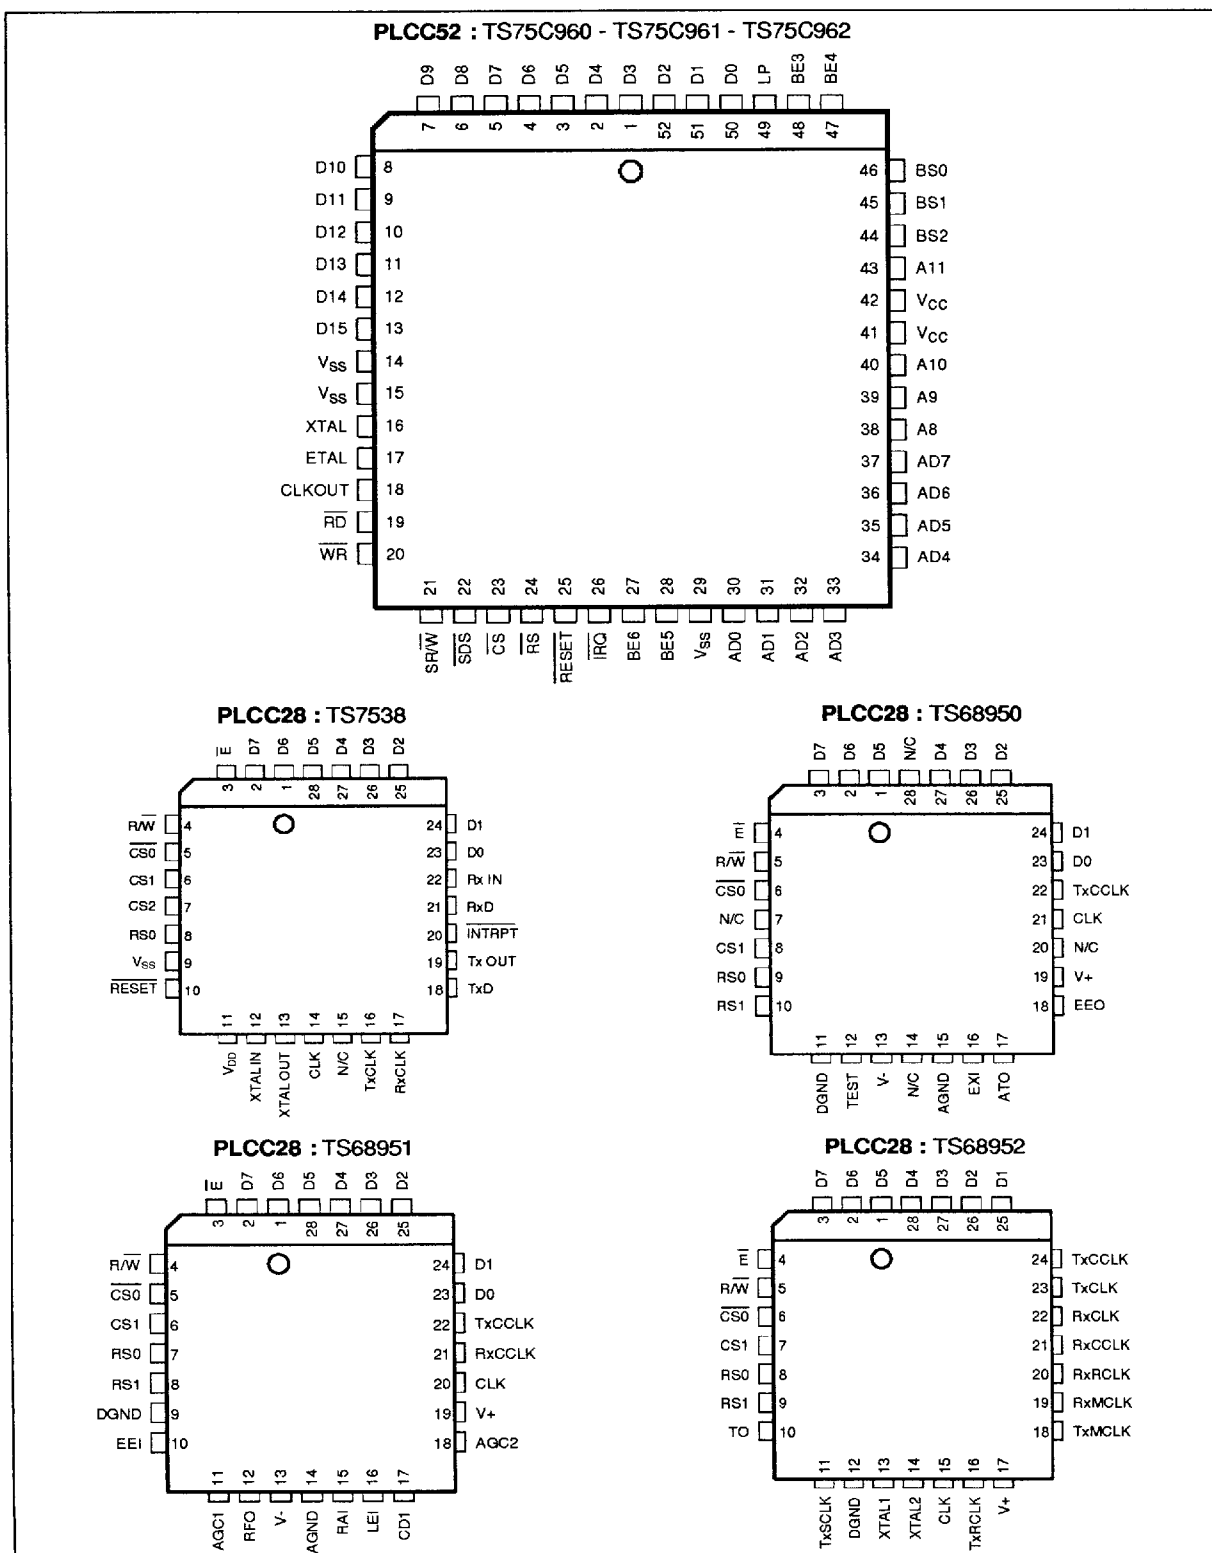 PLCC52 : TS75C960 - TS75C961 - TS75C962
D9 D8 D7 D6 D5 D4 D3 D2 D1 D0 LP BE3 BE4
7 6 5 4 3 2 1 52 51 50 49 48 47
D10 8 46 BS0
D11 9 45 BS1
D12 10 44 BS2
D13 11 43 A11
D14 12 42 VCC
D15 13 41 VCC
VSS 14 40 A10
VSS 15 39 A9
XTAL 16 38 A8
ETAL 17 37 AD7
CLKOUT 18 36 AD6
R̅D̅ 19 35 AD5
W̅R̅ 20 34 AD4
21 22 23 24 25 26 27 28 29 30 31 32 33
SR/W̅ S̅D̅S̅ C̅S̅ R̅S̅ R̅E̅S̅E̅T̅ I̅R̅Q̅ BE6 BE5 VSS AD0 AD1 AD2 AD3
PLCC28 : TS7538
E̅ D7 D6 D5 D4 D3 D2
3 2 1 28 27 26 25
R/W̅ 4 24 D1
C̅S̅0̅ 5 23 D0
CS1 6 22 Rx IN
CS2 7 21 RxD
RS0 8 20 I̅N̅T̅R̅P̅T̅
VSS 9 19 Tx OUT
R̅E̅S̅E̅T̅ 10 18 TxD
11 12 13 14 15 16 17
VDD XTAL IN XTAL OUT CLK N/C TxCLK RxCLK
PLCC28 : TS68950
D7 D6 D5 N/C D4 D3 D2
3 2 1 28 27 26 25
E̅ 4 24 D1
R/W̅ 5 23 D0
C̅S̅0̅ 6 22 TxCCLK
N/C 7 21 CLK
CS1 8 20 N/C
RS0 9 19 V+
RS1 10 18 EEO
11 12 13 14 15 16 17
DGND TEST V- N/C AGND EXI ATO
PLCC28 : TS68951
E̅ D7 D6 D5 D4 D3 D2
3 2 1 28 27 26 25
R/W̅ 4 24 D1
C̅S̅0̅ 5 23 D0
CS1 6 22 TxCCLK
RS0 7 21 RxCCLK
RS1 8 20 CLK
DGND 9 19 V+
EEI 10 18 AGC2
11 12 13 14 15 16 17
AGC1 RFO V- AGND RAI LEI CD1
PLCC28 : TS68952
D7 D6 D5 D4 D3 D2 D1
3 2 1 28 27 26 25
E̅ 4 24 TxCCLK
R/W̅ 5 23 TxCLK
C̅S̅0̅ 6 22 RxCLK
CS1 7 21 RxCCLK
RS0 8 20 RxRCLK
RS1 9 19 RxMCLK
TO 10 18 TxMCLK
11 12 13 14 15 16 17
TxSCLK DGND XTAL1 XTAL2 CLK TxRCLK V+